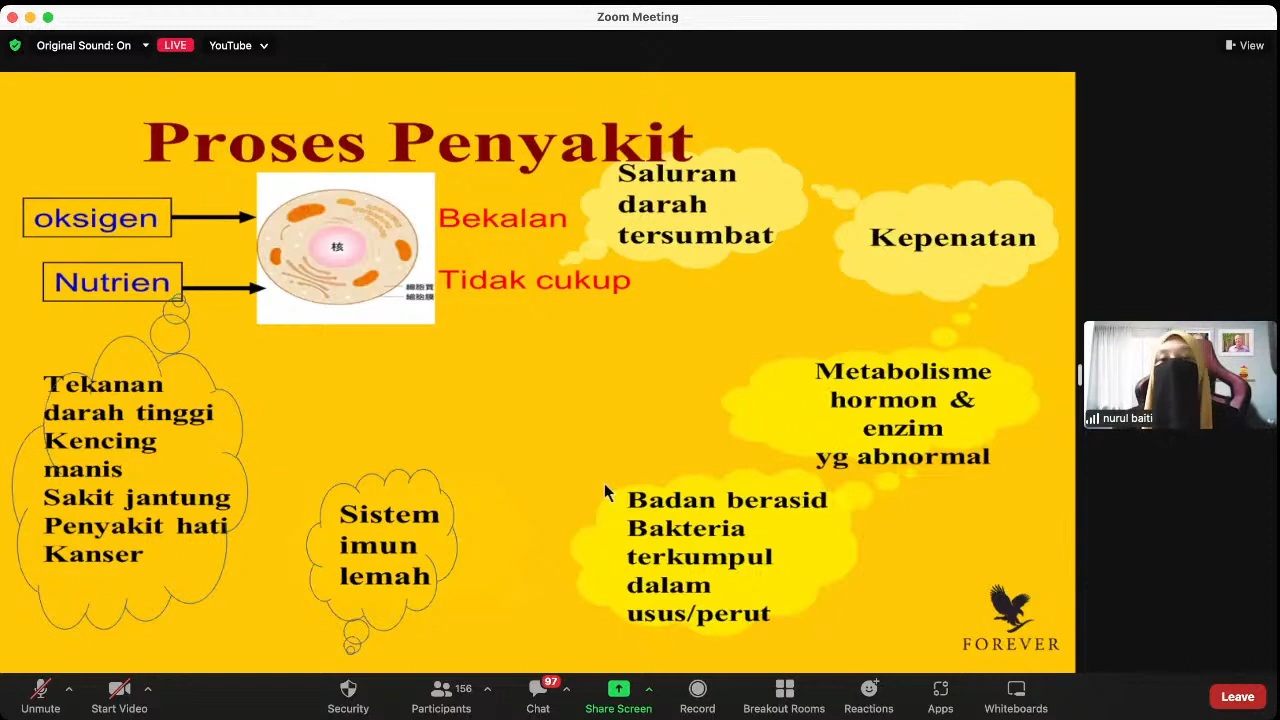 Zoom Meeting
Original Sound: On
LIVE
YouTube
View
Proses Penyakit
oksigen
Nutrien
核
細胞質
細胞膜
Bekalan
Tidak cukup
Saluran
darah
tersumbat
Kepenatan
Metabolisme
hormon &
enzim
yg abnormal
Badan berasid
Bakteria
terkumpul
dalam
usus/perut
Sistem
imun
lemah
Tekanan
darah tinggi
Kencing
manis
Sakit jantung
Penyakit hati
Kanser
FOREVER
nurul baiti
Unmute
Start Video
Security
156
Participants
97
Chat
Share Screen
Record
Breakout Rooms
Reactions
Apps
Whiteboards
Leave